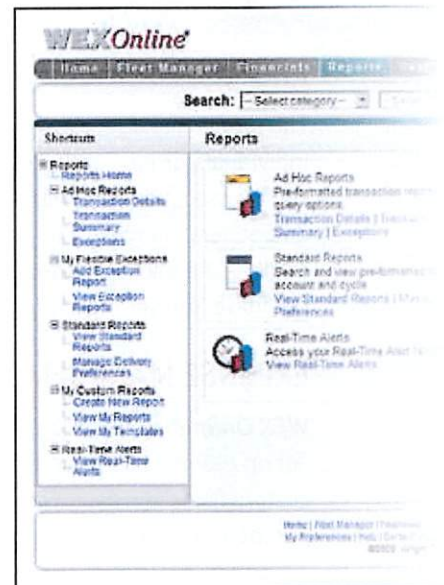 WEXOnline
Home Fleet Manager Financials Reports
Search: -- Select category --
Shortcuts
Reports
Reports Home
Ad Hoc Reports
Transaction Details
Transaction
Summary
Exceptions
My Flexible Exceptions
Add Exception
Report
View Exception
Reports
Standard Reports
View Standard
Reports
Manage Delivery
Preferences
My Custom Reports
Create New Report
View My Reports
View My Templates
Real-Time Alerts
View Real-Time
Alerts
Reports
Ad Hoc Reports
Pre-formatted transaction
query options
Transaction Details |
Summary | Exceptions
Standard Reports
Search and view pre-formatted
account and cycle
View Standard Reports |
Preferences
Real-Time Alerts
Access your Real-Time Alert
View Real-Time Alerts
Home | Fleet Manager |
My Preferences | Help |